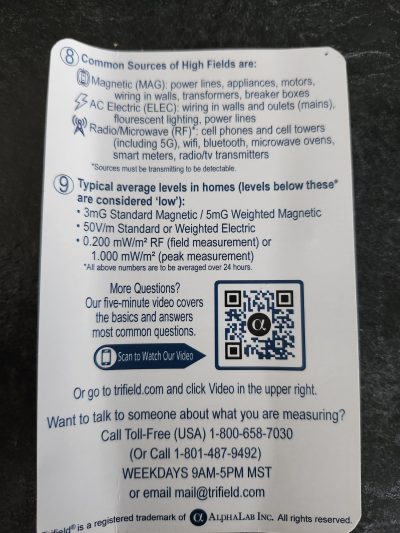 8 Common Sources of High Fields are:
Magnetic (MAG): power lines, appliances, motors,
wiring in walls, transformers, breaker boxes
AC Electric (ELEC): wiring in walls and oulets (mains),
flourescent lighting, power lines
Radio/Microwave (RF)*: cell phones and cell towers
(including 5G), wifi, bluetooth, microwave ovens,
smart meters, radio/tv transmitters
*Sources must be transmitting to be detectable.
9 Typical average levels in homes (levels below these*
are considered 'low'):
• 3mG Standard Magnetic / 5mG Weighted Magnetic
• 50V/m Standard or Weighted Electric
• 0.200 mW/m² RF (field measurement) or
1.000 mW/m² (peak measurement)
*All above numbers are to be averaged over 24 hours.
More Questions?
Our five-minute video covers
the basics and answers
most common questions.
Scan to Watch Our Video
α
Or go to trifield.com and click Video in the upper right.
Want to talk to someone about what you are measuring?
Call Toll-Free (USA) 1-800-658-7030
(Or Call 1-801-487-9492)
WEEKDAYS 9AM-5PM MST
or email mail@trifield.com
Trifield® is a registered trademark of α ALPHALAB INC. All rights reserved.